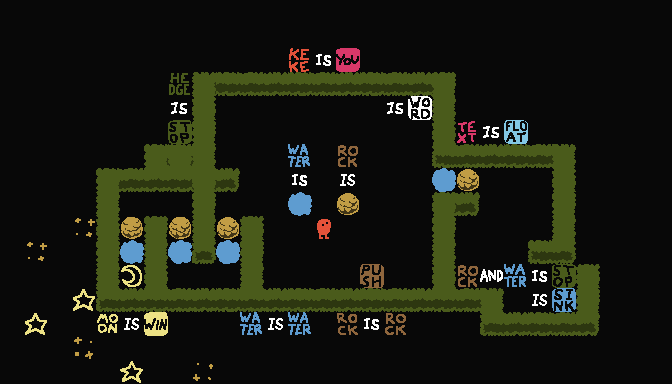 KEKE IS YOU
HEDGE IS STOP
IS WORD
TEXT IS FLOAT
WATER IS
ROCK IS
PUSH
ROCK AND WATER IS STOP
IS SINK
MOON IS WIN
WATER IS WATER
ROCK IS ROCK